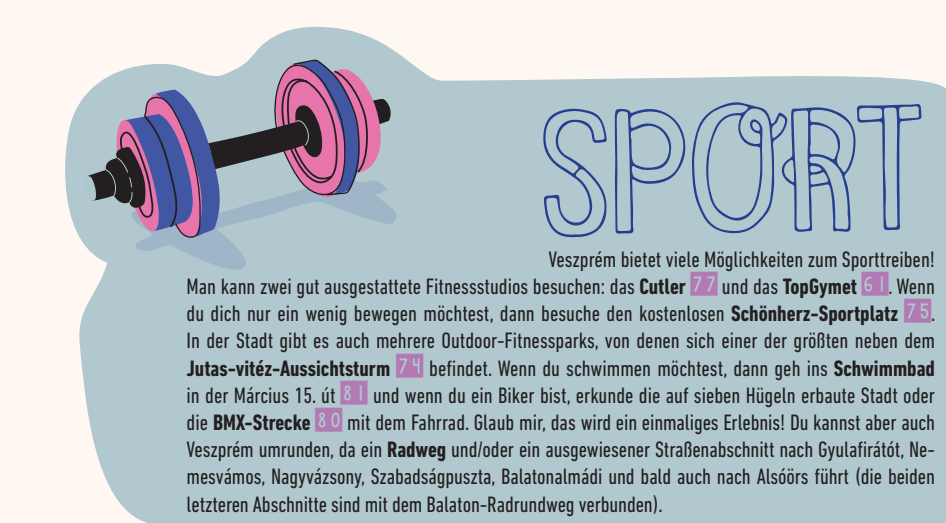 SPORT
Veszprém bietet viele Möglichkeiten zum Sporttreiben!
Man kann zwei gut ausgestattete Fitnessstudios besuchen: das Cutler 77 und das TopGymet 61. Wenn
du dich nur ein wenig bewegen möchtest, dann besuche den kostenlosen Schönherz-Sportplatz 75.
In der Stadt gibt es auch mehrere Outdoor-Fitnessparks, von denen sich einer der größten neben dem
Jutas-vitéz-Aussichtsturm 74 befindet. Wenn du schwimmen möchtest, dann geh ins Schwimmbad
in der Március 15. út 81 und wenn du ein Biker bist, erkunde die auf sieben Hügeln erbaute Stadt oder
die BMX-Strecke 80 mit dem Fahrrad. Glaub mir, das wird ein einmaliges Erlebnis! Du kannst aber auch
Veszprém umrunden, da ein Radweg und/oder ein ausgewiesener Straßenabschnitt nach Gyulafirátót, Ne-
mesvámos, Nagyvázsony, Szabadságpuszta, Balatonalmádi und bald auch nach Alsóörs führt (die beiden
letzteren Abschnitte sind mit dem Balaton-Radrundweg verbunden).